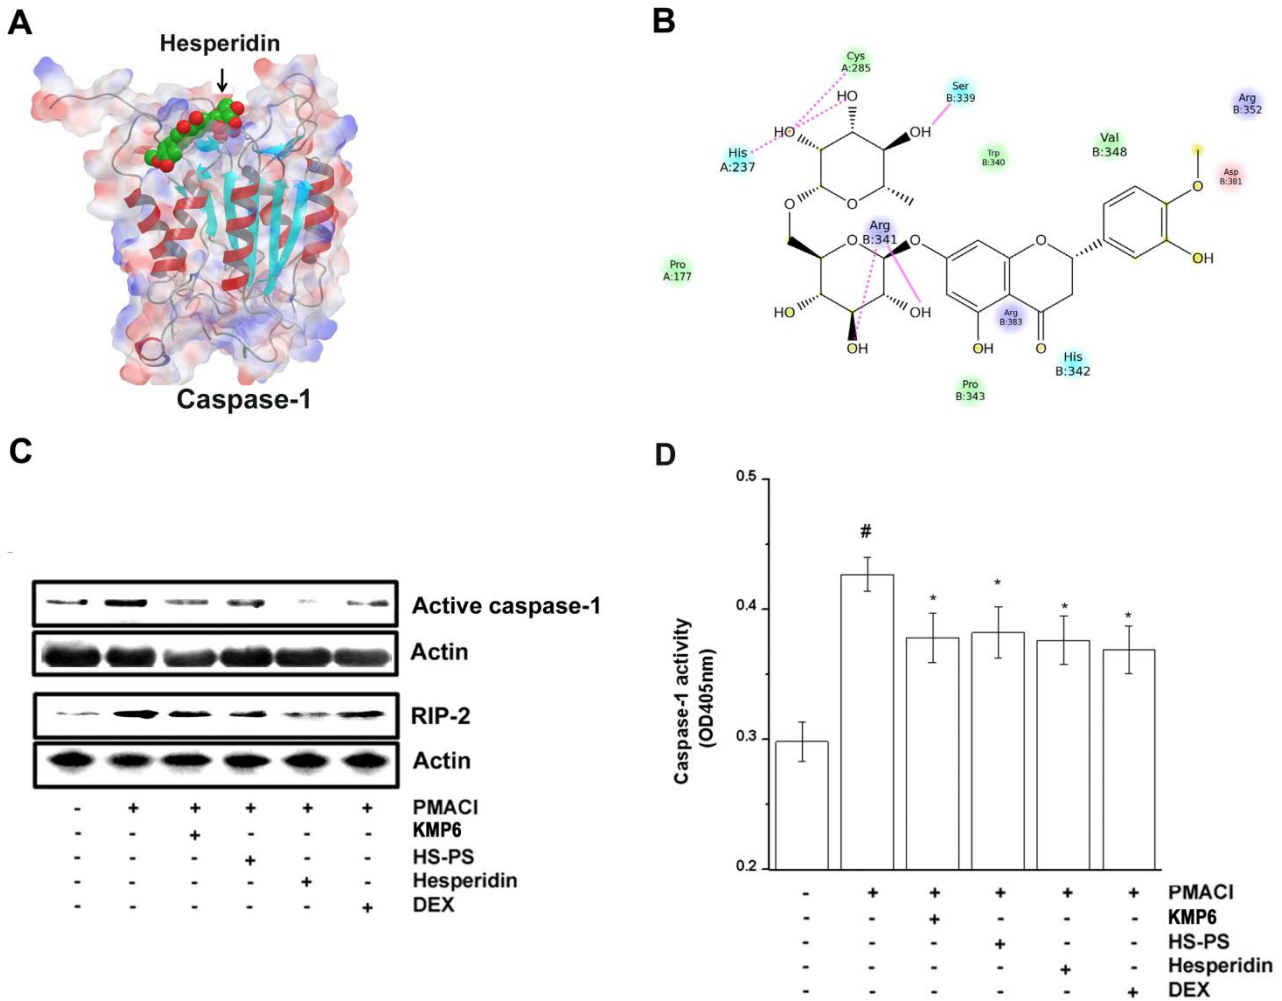 A
Hesperidin
Caspase-1
B
Cys
A:285
Ser
B:339
Arg
B:352
HO
HO
OH
His
A:237
Trp
B:340
Val
B:348
Asp
B:381
O
O
O
Arg
B:341
O
O
O
OH
Pro
A:177
HO
OH
OH
OH
O
Arg
B:383
His
B:342
Pro
B:343
C
Active caspase-1
Actin
RIP-2
Actin
- + + + + + PMACI
- - + - - - KMP6
- - - + - - HS-PS
- - - - + - Hesperidin
- - - - - + DEX
D
0.5
0.4
0.3
0.2
Caspase-1 activity
(OD405nm)
#
*
*
*
*
- + + + + + PMACI
- - + - - - KMP6
- - - + - - HS-PS
- - - - + - Hesperidin
- - - - - + DEX